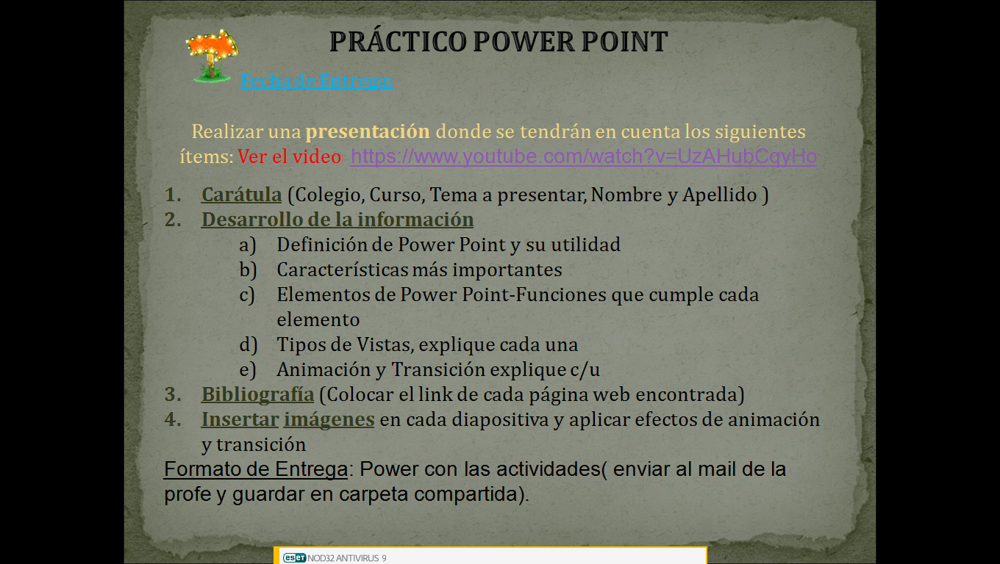 PRÁCTICO POWER POINT
Fecha de Entrega:
Realizar una presentación donde se tendrán en cuenta los siguientes
ítems: Ver el video https://www.youtube.com/watch?v=UzAHubCqyHo
1. Carátula (Colegio, Curso, Tema a presentar, Nombre y Apellido )
2. Desarrollo de la información
a) Definición de Power Point y su utilidad
b) Características más importantes
c) Elementos de Power Point-Funciones que cumple cada
elemento
d) Tipos de Vistas, explique cada una
e) Animación y Transición explique c/u
3. Bibliografía (Colocar el link de cada página web encontrada)
4. Insertar imágenes en cada diapositiva y aplicar efectos de animación
y transición
Formato de Entrega: Power con las actividades( enviar al mail de la
profe y guardar en carpeta compartida).
eset NOD32 ANTIVIRUS 9